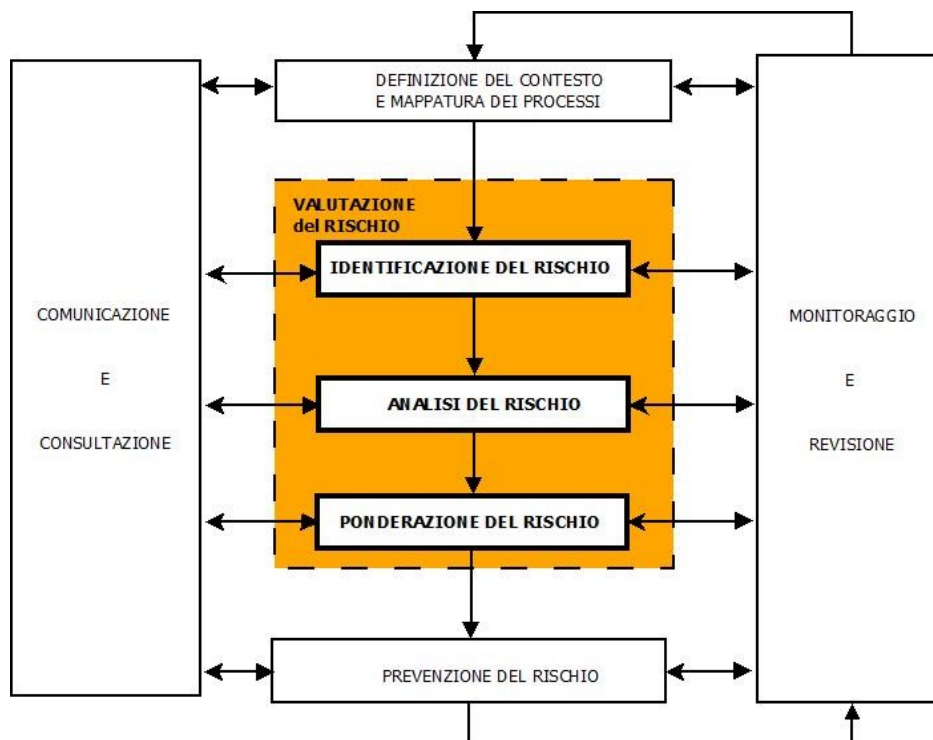 DEFINIZIONE DEL CONTESTO
E MAPPATURA DEI PROCESSI
VALUTAZIONE
del RISCHIO
IDENTIFICAZIONE DEL RISCHIO
COMUNICAZIONE
E
CONSULTAZIONE
MONITORAGGIO
E
REVISIONE
ANALISI DEL RISCHIO
PONDERAZIONE DEL RISCHIO
PREVENZIONE DEL RISCHIO